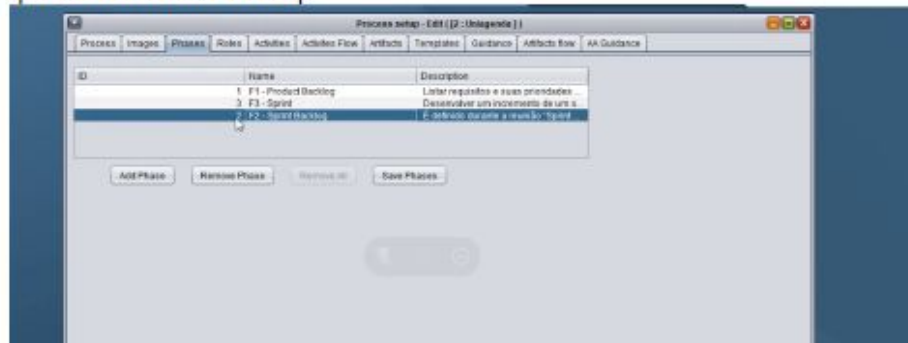 Process setup - Edit ([2 : Uniagende ])
Process Images Phases Roles Activities Activities Flow Artifacts Templates Guidance Artifacts flow AA Guidance
ID Name Description
1 F1 - Product Backlog Listar requisitos e suas prioridades ...
3 F3 - Sprint Desenvolver um incremento de um s...
2 F2 - Sprint Backlog É definido durante a reunião "Sprint ...
Add Phase Remove Phase Remove All Save Phases